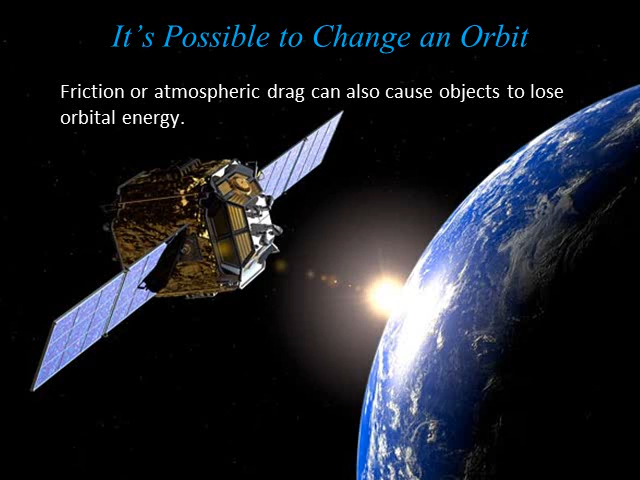 It’s Possible to Change an Orbit
Friction or atmospheric drag can also cause objects to lose
orbital energy.